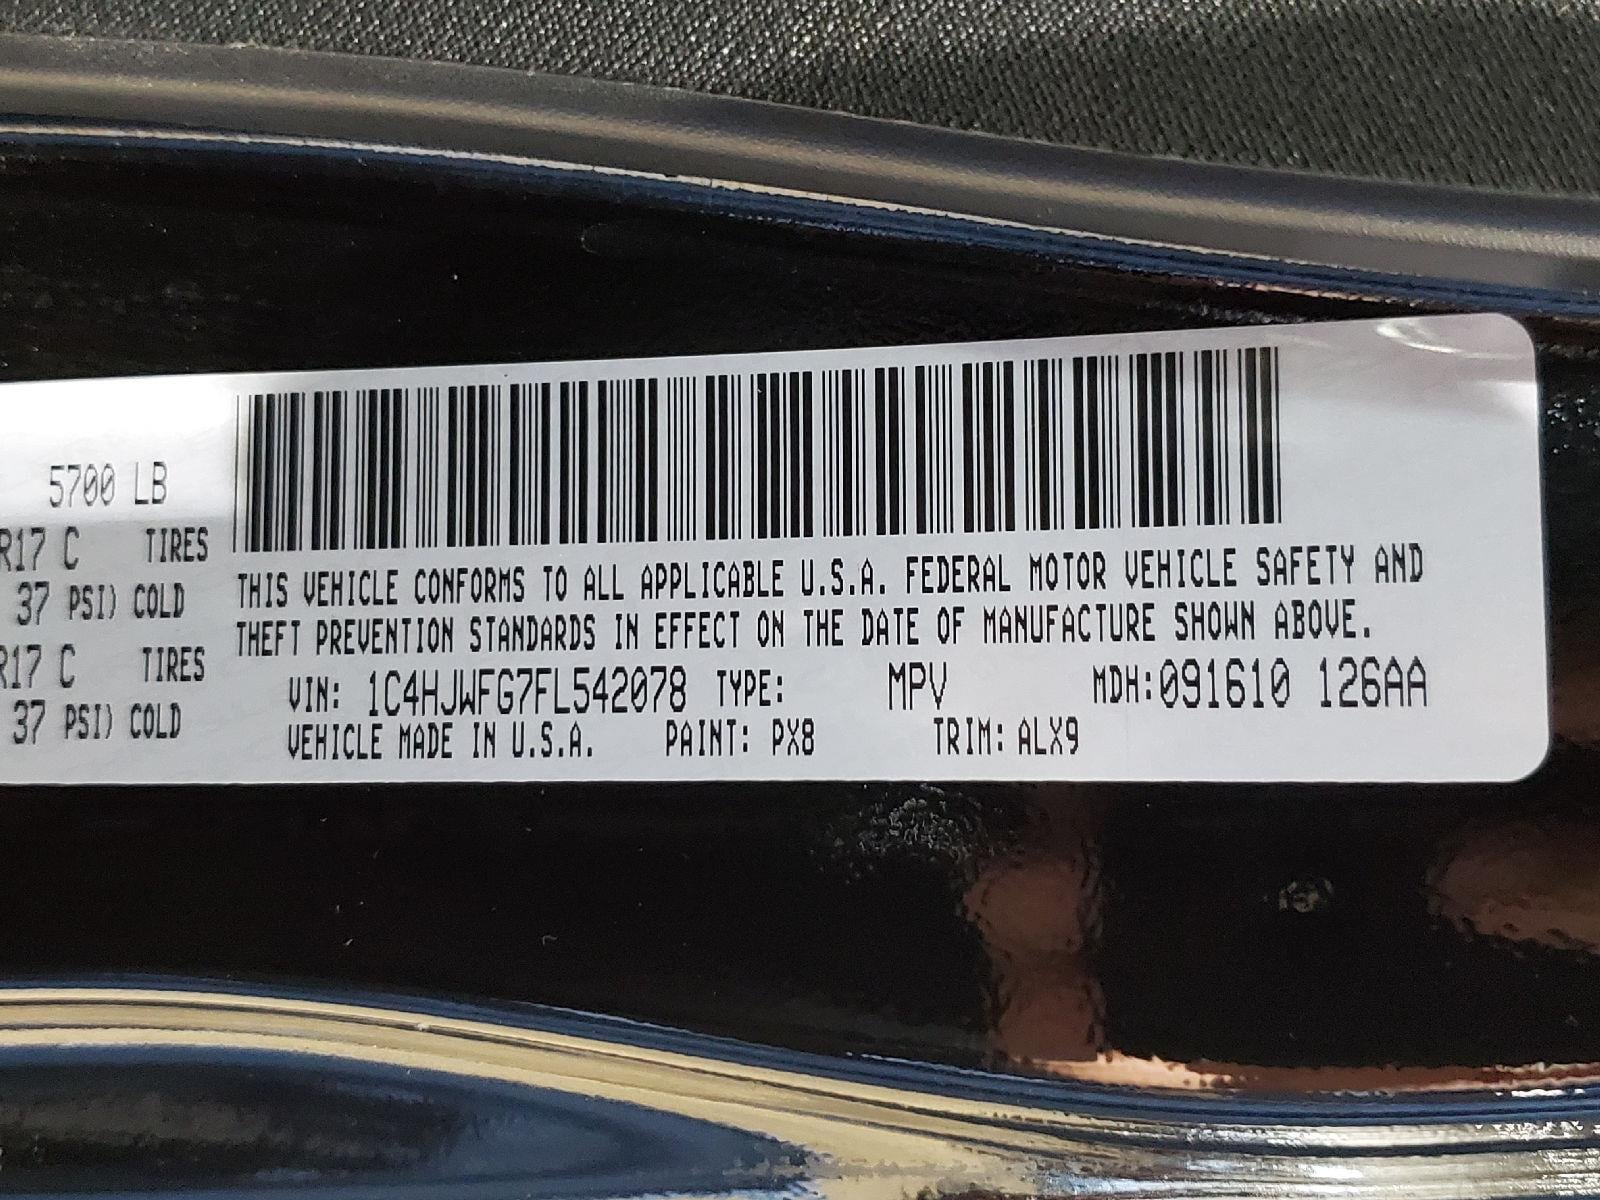 5700 LB
R17 C TIRES
37 PSI) COLD
R17 C TIRES
37 PSI) COLD
THIS VEHICLE CONFORMS TO ALL APPLICABLE U.S.A. FEDERAL MOTOR VEHICLE SAFETY AND
THEFT PREVENTION STANDARDS IN EFFECT ON THE DATE OF MANUFACTURE SHOWN ABOVE.
VIN: 1C4HJWFG7FL542078 TYPE: MPV MDH:091610 126AA
VEHICLE MADE IN U.S.A. PAINT: PX8 TRIM: ALX9